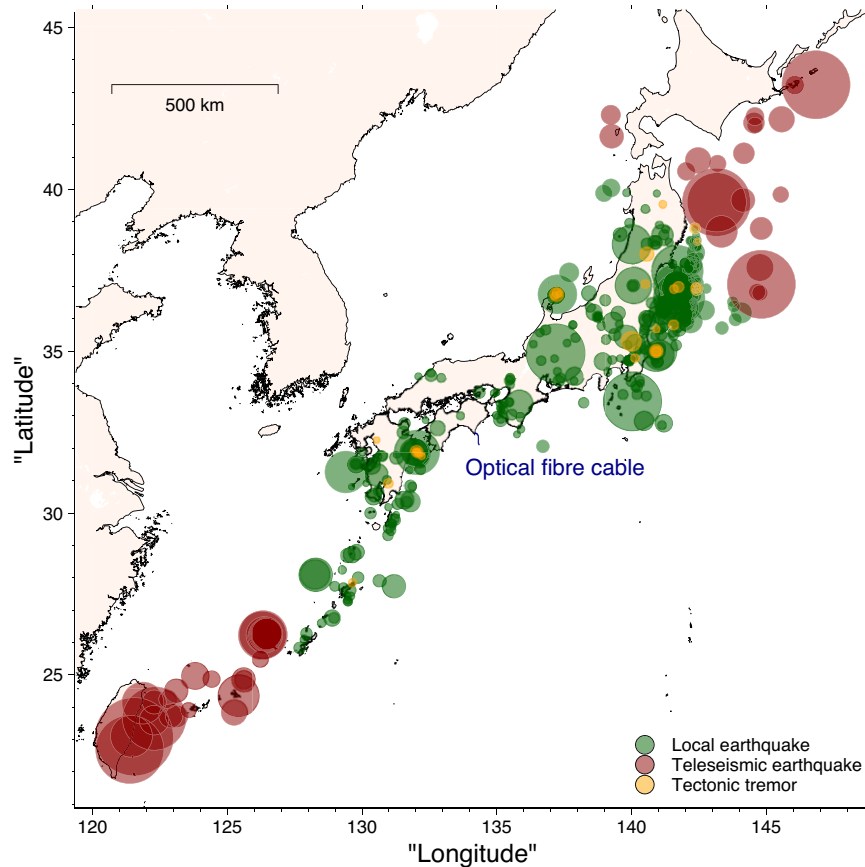 45
500 km
40
35
Optical fibre cable
30
25
Local earthquake
Teleseismic earthquake
Tectonic tremor
120
125
130
135
140
145
"Latitude"
"Longitude"